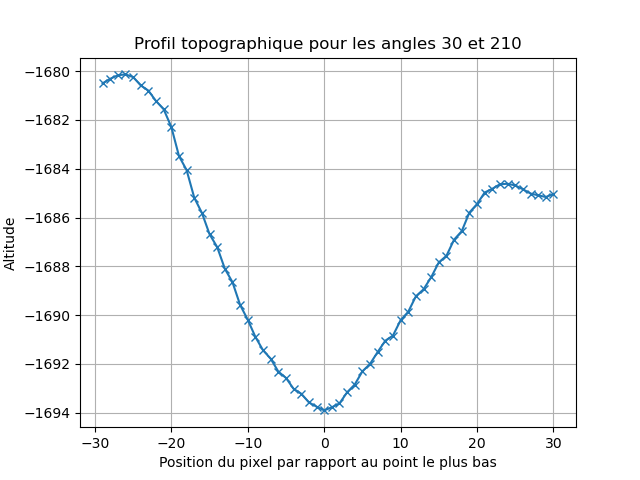 Profil topographique pour les angles 30 et 210
Altitude
−1680
−1682
−1684
−1686
−1688
−1690
−1692
−1694
−30 −20 −10 0 10 20 30
Position du pixel par rapport au point le plus bas